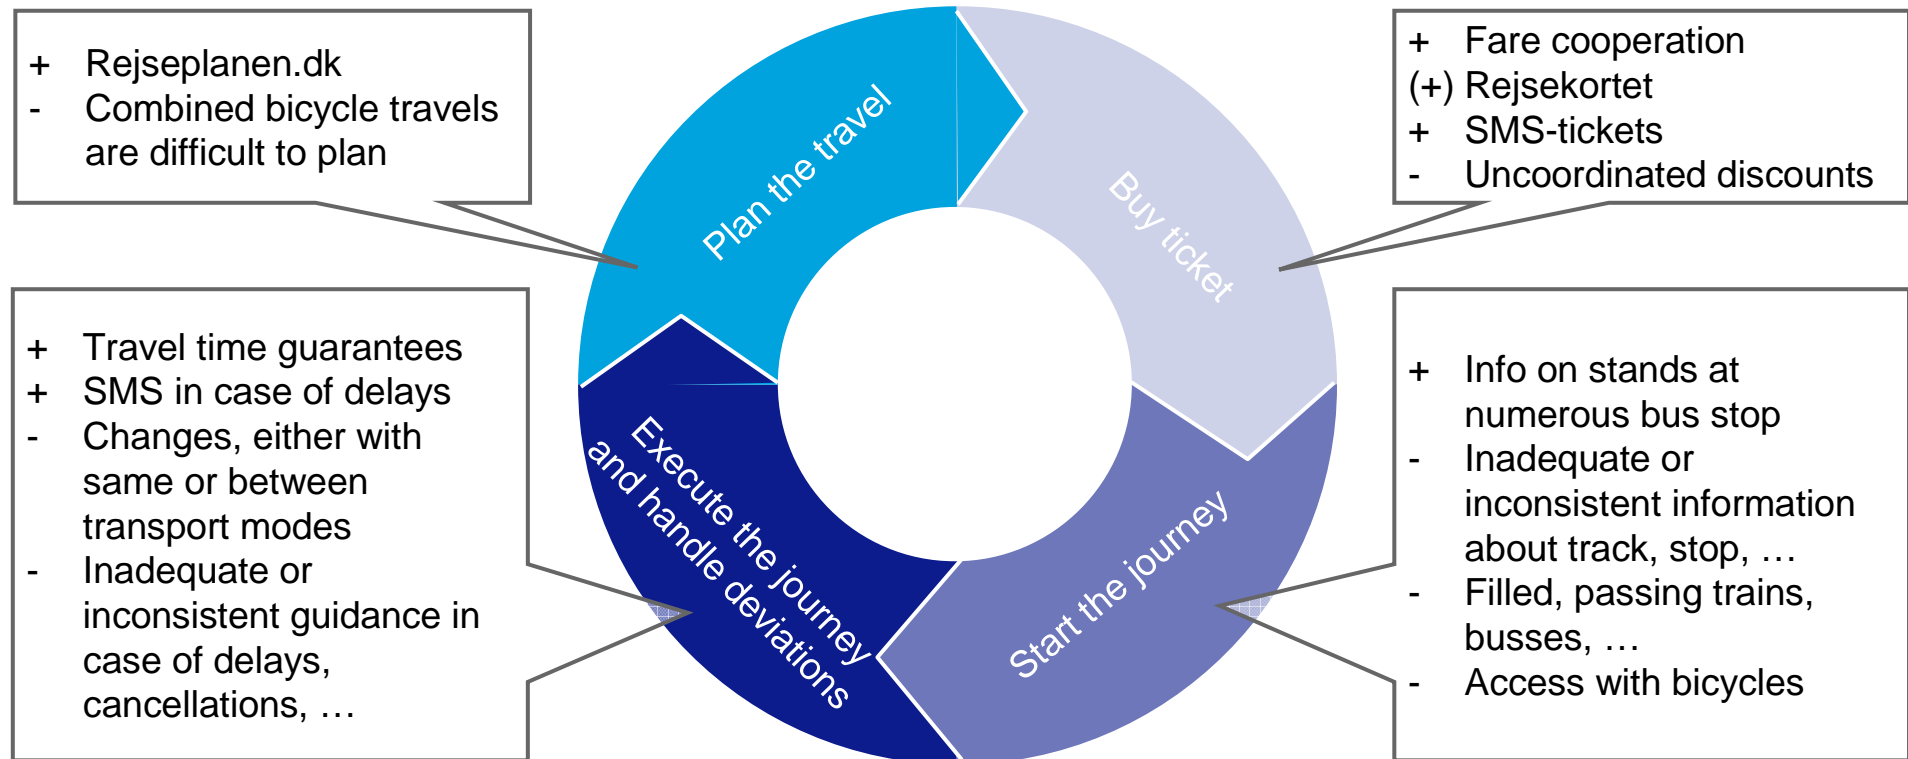 + Rejseplanen.dk
- Combined bicycle travels
are difficult to plan
Plan the travel
+ Fare cooperation
(+) Rejsekortet
+ SMS-tickets
- Uncoordinated discounts
Buy ticket
+ Travel time guarantees
+ SMS in case of delays
- Changes, either with
same or between
transport modes
- Inadequate or
inconsistent guidance in
case of delays,
cancellations, …
Execute the journey
and handle deviations
Start the journey
+ Info on stands at
numerous bus stop
- Inadequate or
inconsistent information
about track, stop, …
- Filled, passing trains,
busses, …
- Access with bicycles